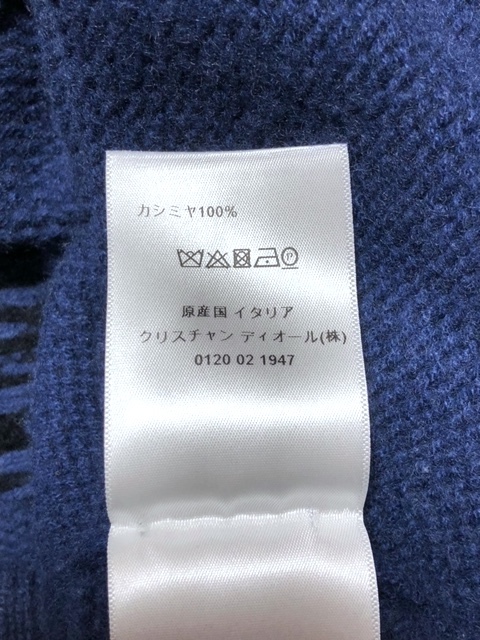 カシミヤ100%
P
原産国 イタリア
クリスチャン ディオール(株)
0120 02 1947